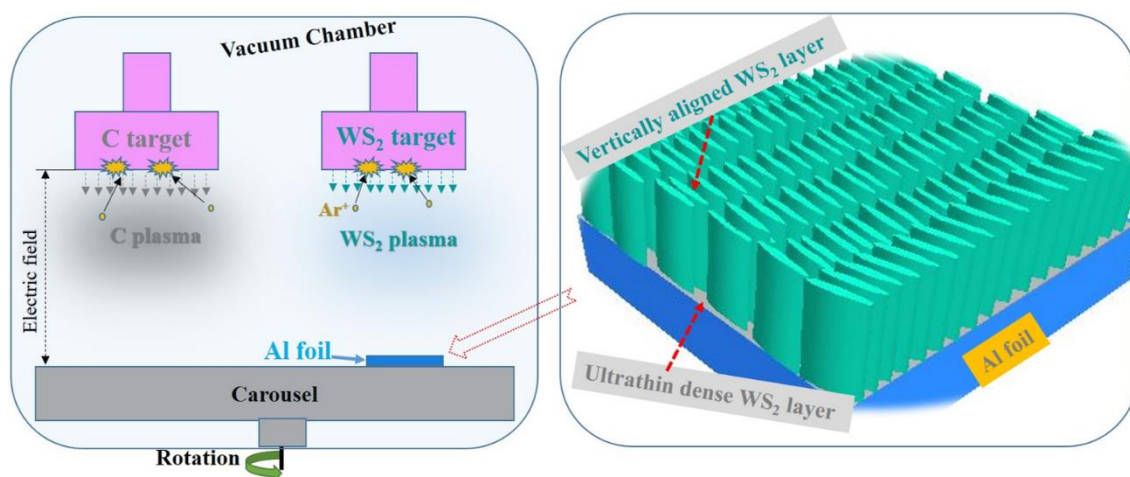 Vacuum Chamber
C target
WS₂ target
Ar⁺
C plasma
WS₂ plasma
Electric field
Al foil
Carousel
Rotation
Vertically aligned WS₂ layer
Al foil
Ultrathin dense WS₂ layer